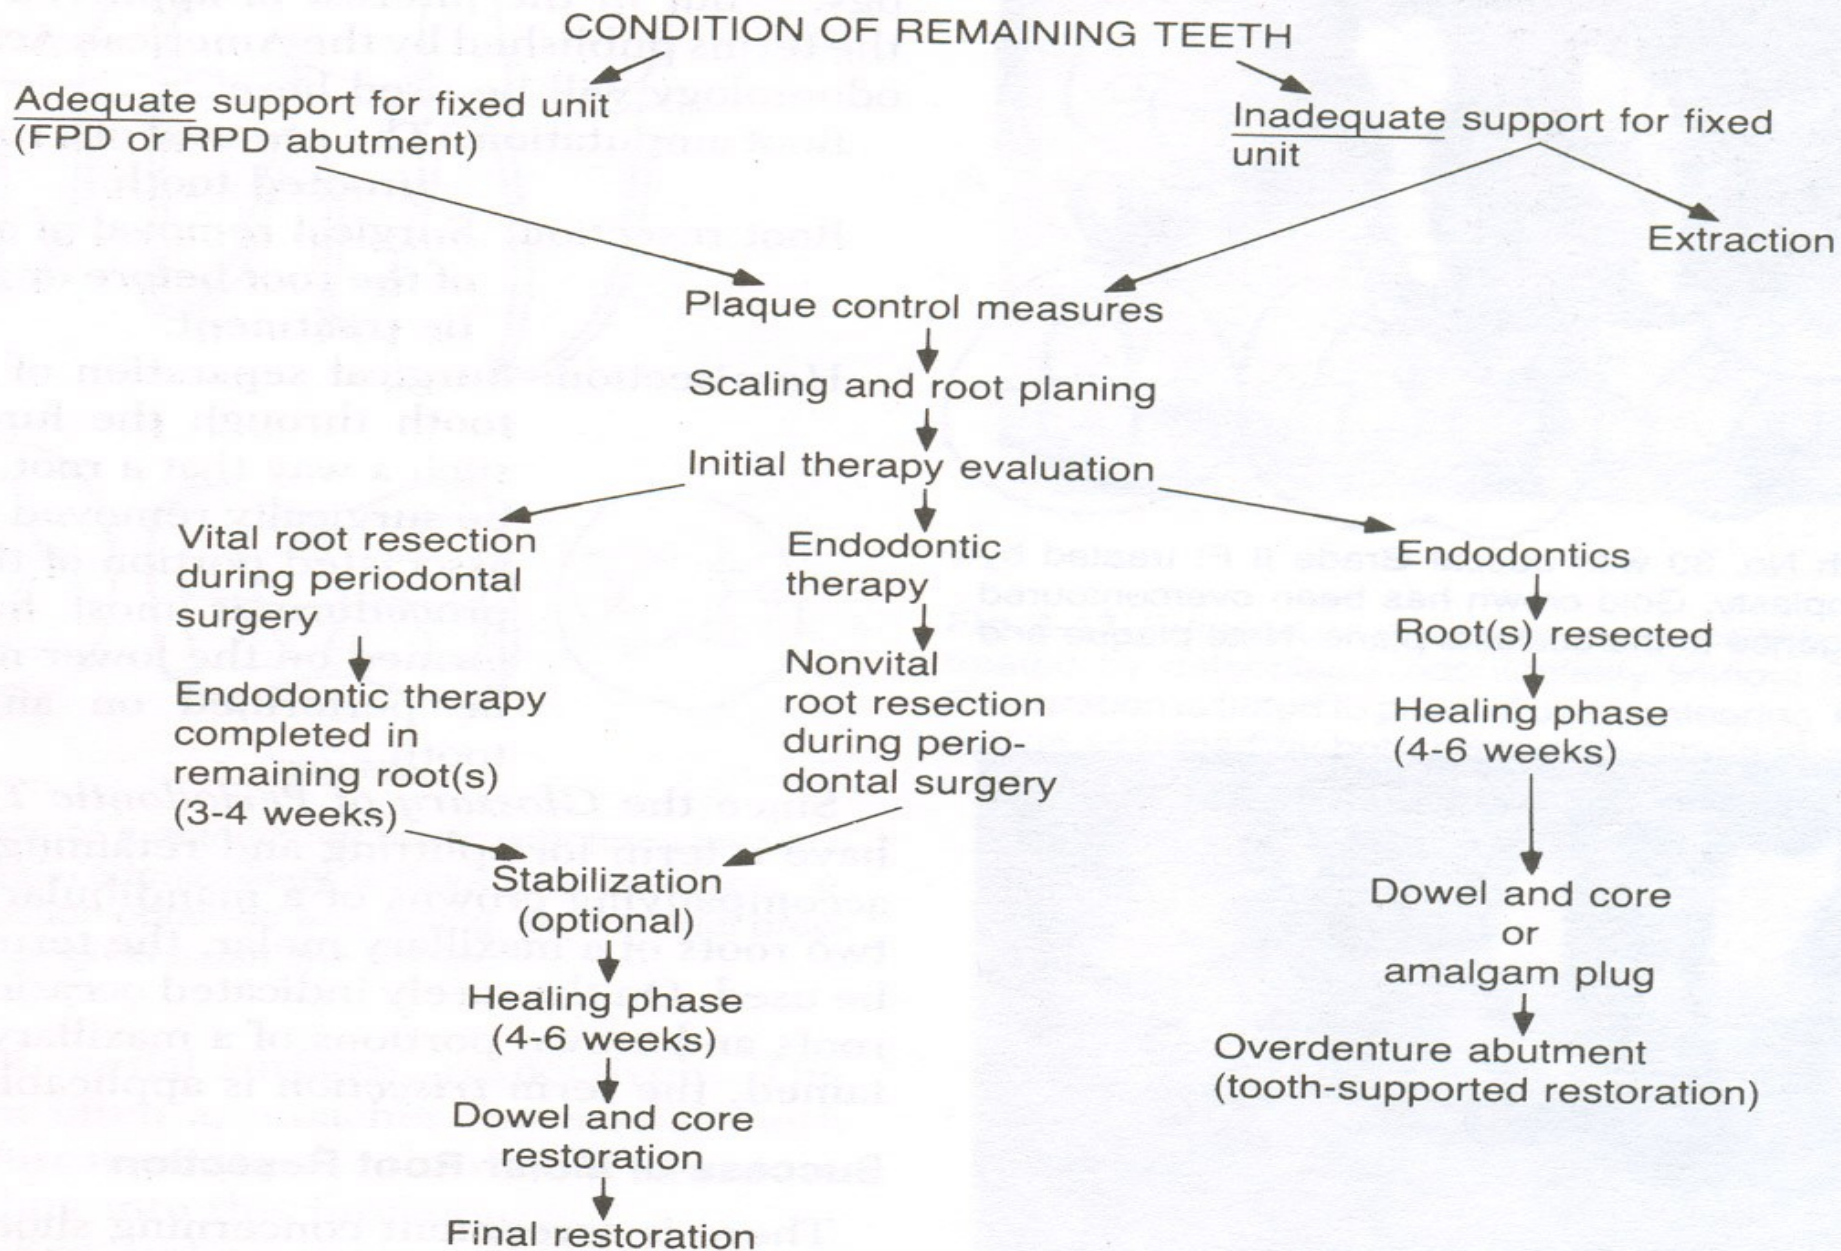 CONDITION OF REMAINING TEETH
Adequate support for fixed unit
(FPD or RPD abutment)
Inadequate support for fixed
unit
Extraction
Plaque control measures
Scaling and root planing
Initial therapy evaluation
Vital root resection
during periodontal
surgery
Endodontic therapy
completed in
remaining root(s)
(3-4 weeks)
Endodontic
therapy
Nonvital
root resection
during perio-
dontal surgery
Stabilization
(optional)
Healing phase
(4-6 weeks)
Dowel and core
restoration
Final restoration
Endodontics
Root(s) resected
Healing phase
(4-6 weeks)
Dowel and core
or
amalgam plug
Overdenture abutment
(tooth-supported restoration)